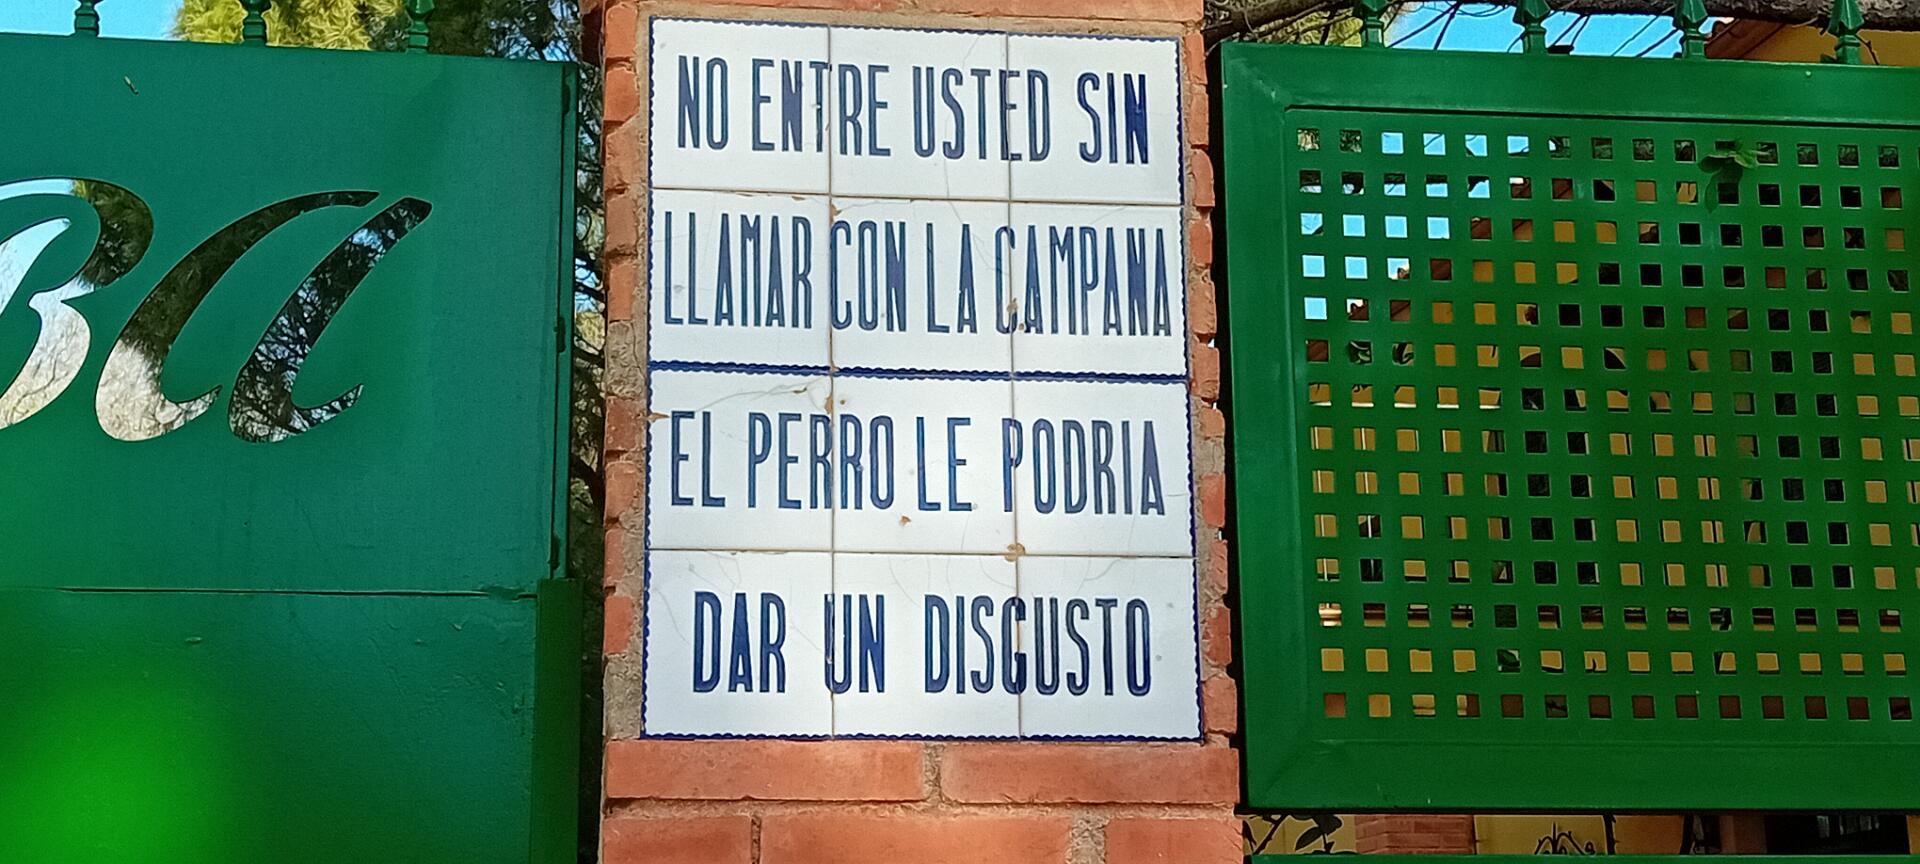 NO ENTRE USTED SIN
LLAMAR CON LA CAMPANA
EL PERRO LE PODRIA
DAR UN DISGUSTO